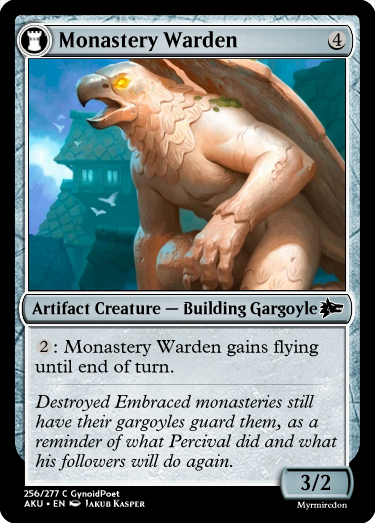 Monastery Warden 4
Artifact Creature — Building Gargoyle
2: Monastery Warden gains flying
until end of turn.
Destroyed Embraced monasteries still
have their gargoyles guard them, as a
reminder of what Percival did and what
his followers will do again.
3/2
256/277 C GynoidPoet
AKU • EN Jakub Kasper
Myrmiredon